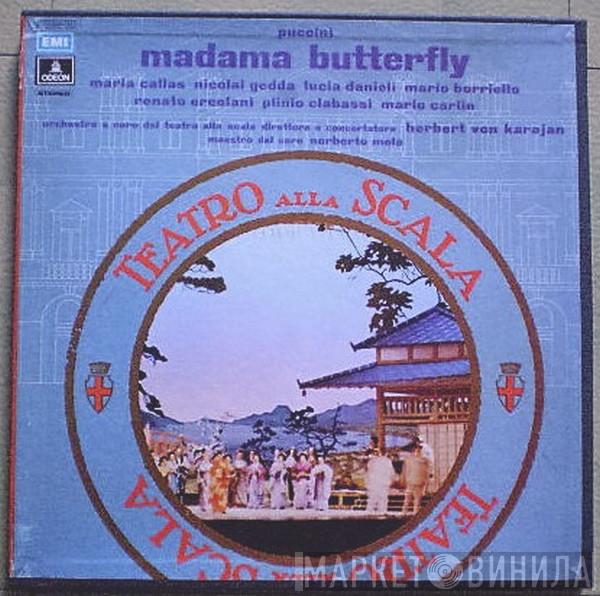 EMI
ODEON
STEREO
puccini
madama butterfly
maria callas nicolai gedda lucia danieli mario borriello
renato ercolani plinio clabassi mario carlin
orchestra e coro del teatro alla scala direttore e concertatore herbert von karajan
maestro del coro norberto mola
TEATRO ALLA SCALA
TEATRO ALLA SCALA
МАРКЕТ ВИНИЛА